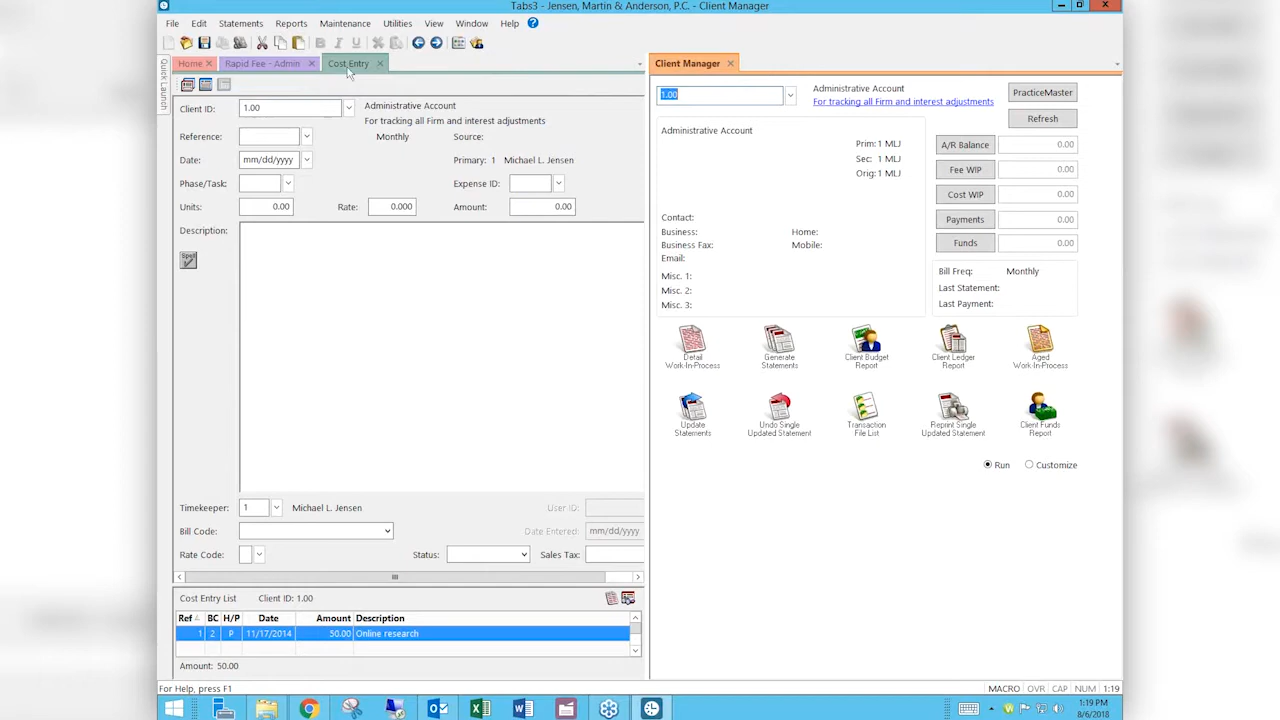 Tabs3 - Jensen, Martin & Anderson, P.C. - Client Manager
File Edit Statements Reports Maintenance Utilities View Window Help
Quick Launch
Home Rapid Fee - Admin Cost Entry
Client ID: 1.00 Administrative Account
For tracking all Firm and interest adjustments
Reference: Monthly Source:
Date: mm/dd/yyyy Primary: 1 Michael L. Jensen
Phase/Task: Expense ID:
Units: 0.00 Rate: 0.000 Amount: 0.00
Description:
Spell
Timekeeper: 1 Michael L. Jensen User ID:
Bill Code: Date Entered: mm/dd/yyyy
Rate Code: Status: Sales Tax:
Cost Entry List Client ID: 1.00
Ref BC H/P Date Amount Description
1 2 P 11/17/2014 50.00 Online research
Amount: 50.00
For Help, press F1
Client Manager
1.00 Administrative Account
For tracking all Firm and interest adjustments
PracticeMaster
Refresh
Administrative Account
Prim: 1 MLJ
Sec: 1 MLJ
Orig: 1 MLJ
A/R Balance 0.00
Fee WIP 0.00
Cost WIP 0.00
Payments 0.00
Funds 0.00
Contact:
Business: Home:
Business Fax: Mobile:
Email:
Misc. 1:
Misc. 2:
Misc. 3:
Bill Freq: Monthly
Last Statement:
Last Payment:
Detail Work-In-Process
Generate Statements
Client Budget Report
Client Ledger Report
Aged Work-In-Process
Update Statements
Undo Single Updated Statement
Transaction File List
Reprint Single Updated Statement
Client Funds Report
Run Customize
MACRO OVR CAP NUM 1:19
1:19 PM
8/6/2018